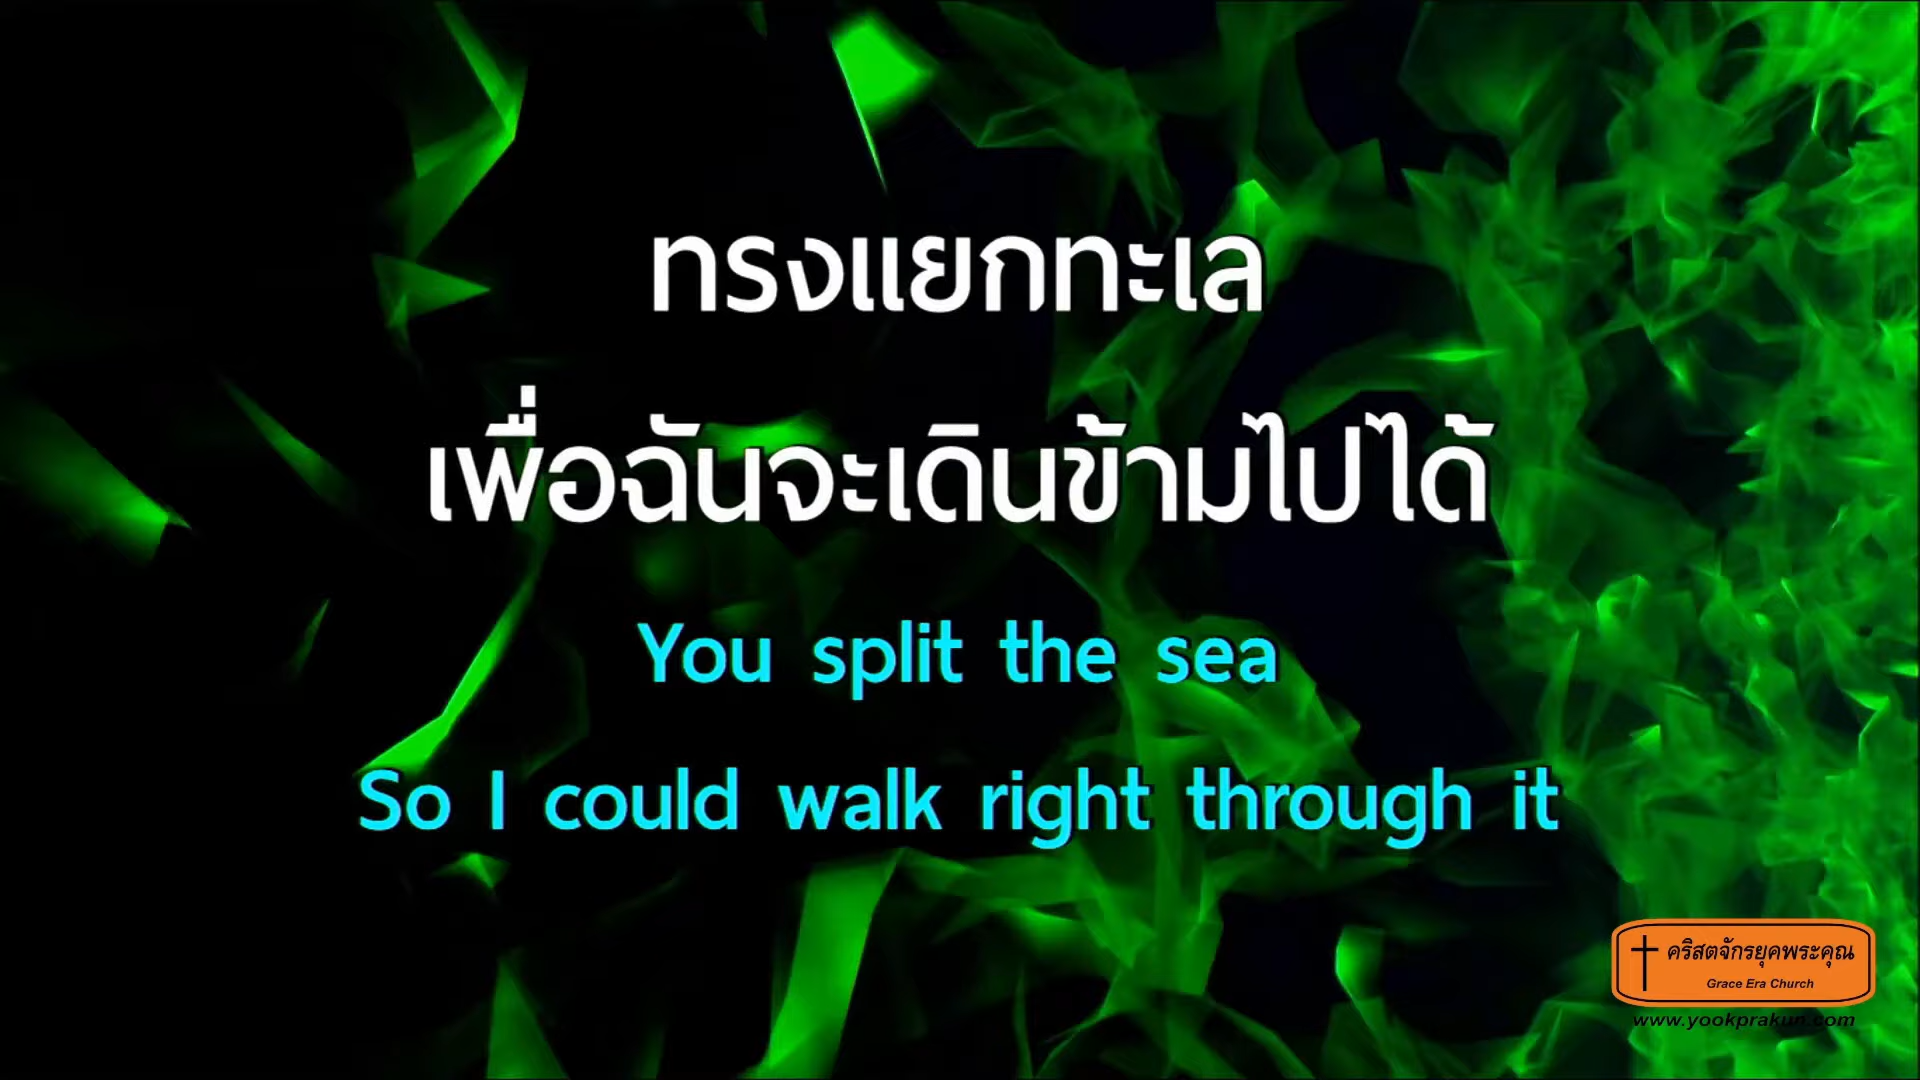 ทรงแยกทะเล
เพื่อฉันจะเดินข้ามไปได้
You split the sea
So I could walk right through it
คริสตจักรยุคพระคุณ
Grace Era Church
www.yookprakun.com